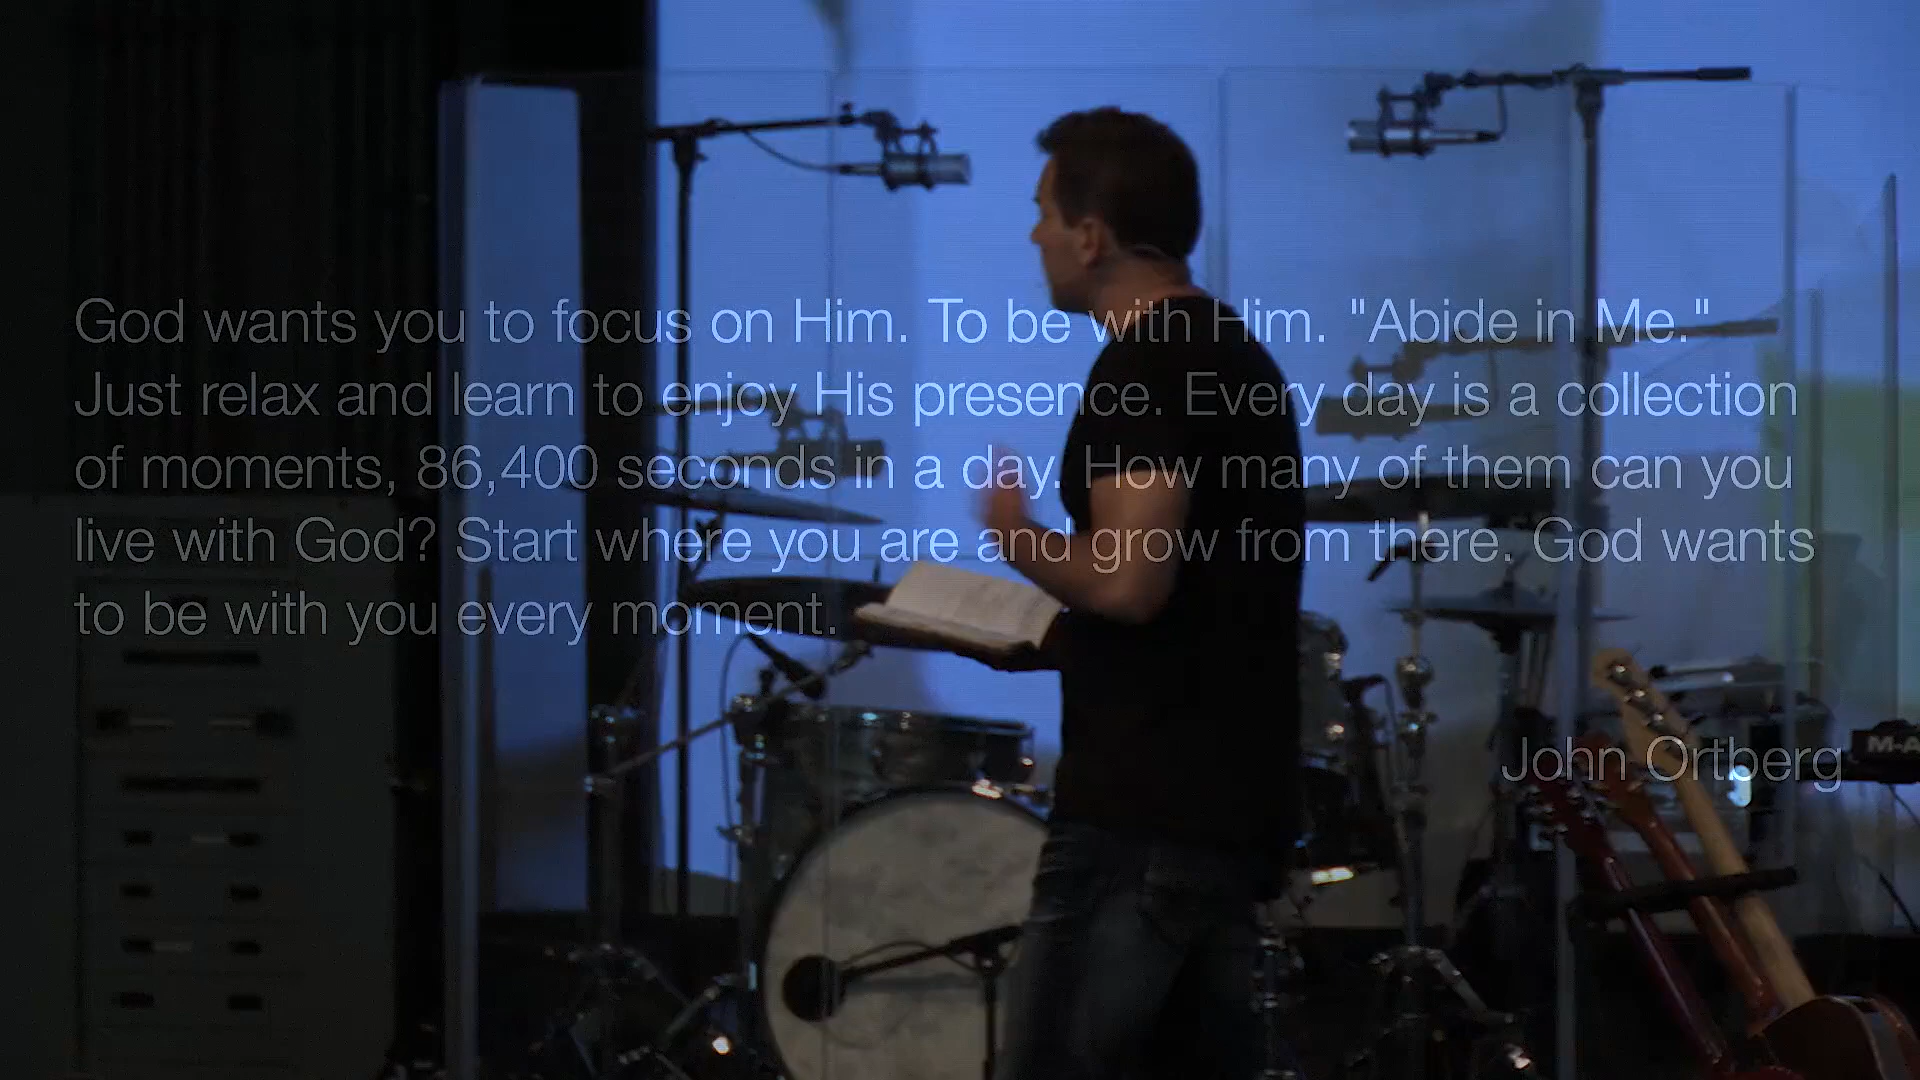 God wants you to focus on Him. To be with Him. "Abide in Me."
Just relax and learn to enjoy His presence. Every day is a collection
of moments, 86,400 seconds in a day. How many of them can you
live with God? Start where you are and grow from there. God wants
to be with you every moment.
John Ortberg
M-A